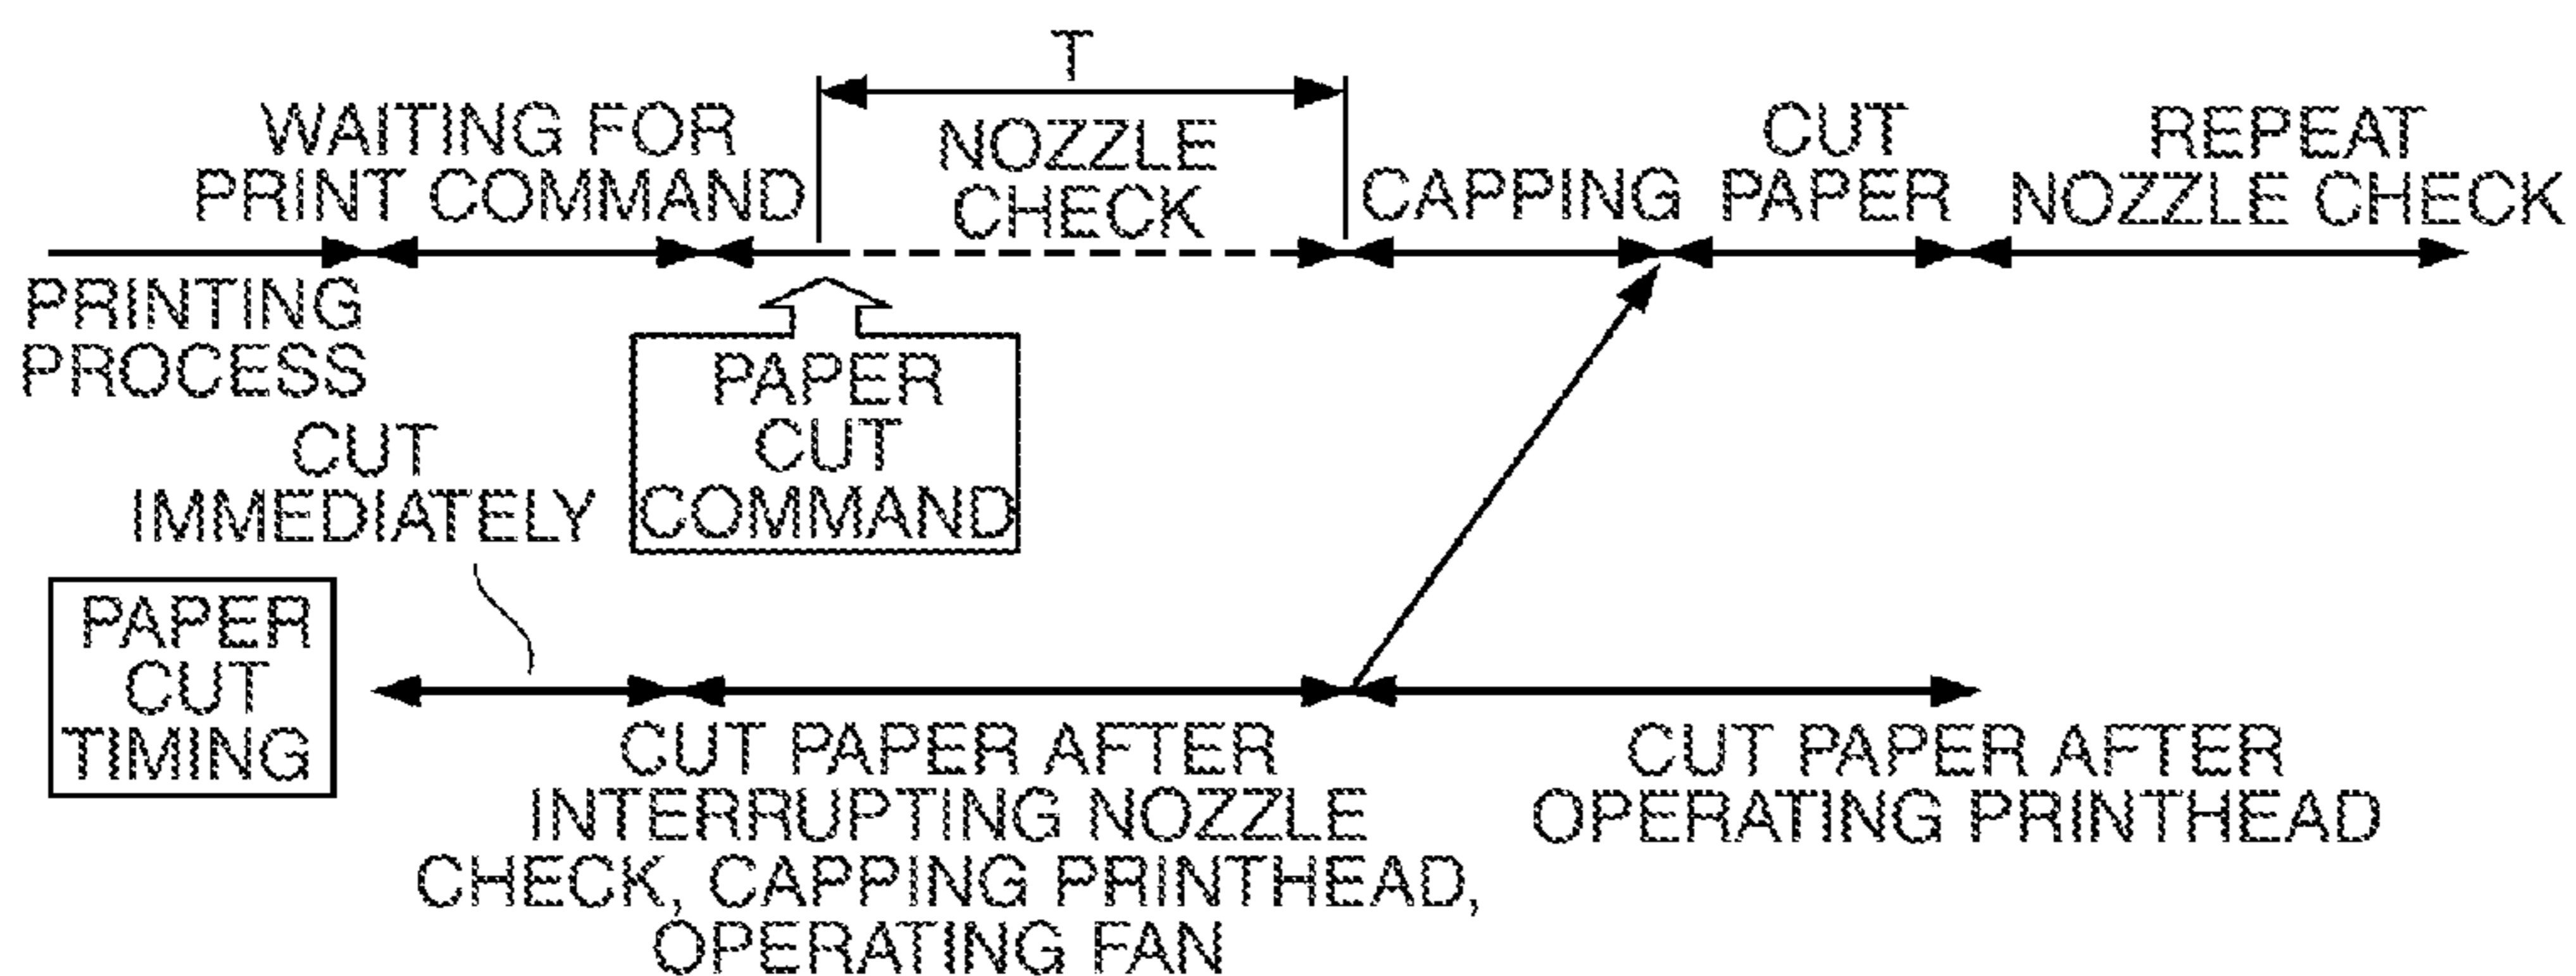 T
WAITING FOR
PRINT COMMAND
NOZZLE
CHECK
CAPPING
CUT
PAPER
REPEAT
NOZZLE CHECK
PRINTING
PROCESS
PAPER
CUT
COMMAND
CUT
IMMEDIATELY
PAPER
CUT
TIMING
CUT PAPER AFTER
INTERRUPTING NOZZLE
CHECK, CAPPING PRINTHEAD,
OPERATING FAN
CUT PAPER AFTER
OPERATING PRINTHEAD